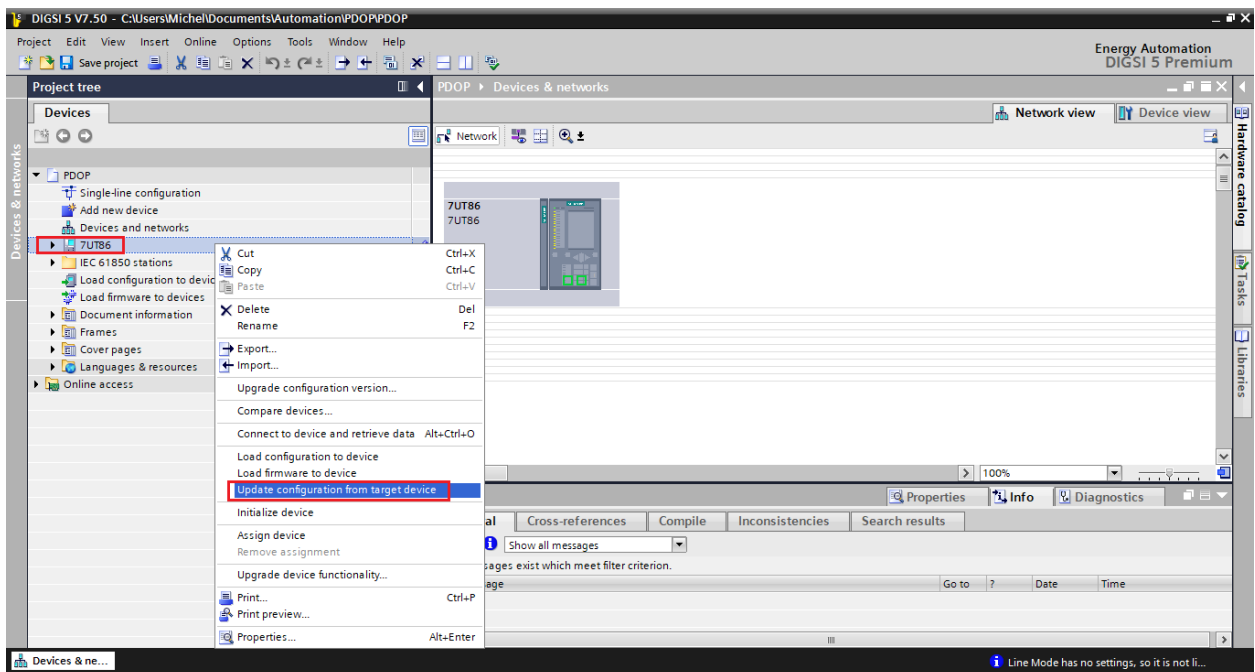 DIGSI 5 V7.50 - C:\Users\Michel\Documents\Automation\PDOP\PDOP
Project Edit View Insert Online Options Tools Window Help
Save project
Energy Automation
DIGSI 5 Premium
Project tree
PDOP Devices & networks
Devices
Network view Device view
Network
Devices & networks
PDOP
Single-line configuration
Add new device
Devices and networks
7UT86
IEC 61850 stations
Load configuration to devic
Load firmware to devices
Document information
Frames
Cover pages
Languages & resources
Online access
Cut Ctrl+X
Copy Ctrl+C
Paste Ctrl+V
Delete Del
Rename F2
Export...
Import...
Upgrade configuration version...
Compare devices...
Connect to device and retrieve data Alt+Ctrl+O
Load configuration to device
Load firmware to device
Update configuration from target device
Initialize device
Assign device
Remove assignment
Upgrade device functionality...
Print... Ctrl+P
Print preview...
Properties... Alt+Enter
7UT86
7UT86
100%
Properties Info Diagnostics
al Cross-references Compile Inconsistencies Search results
Show all messages
sages exist which meet filter criterion.
age Go to ? Date Time
Hardware catalog
Tasks
Libraries
Devices & ne...
Line Mode has no settings, so it is not li...